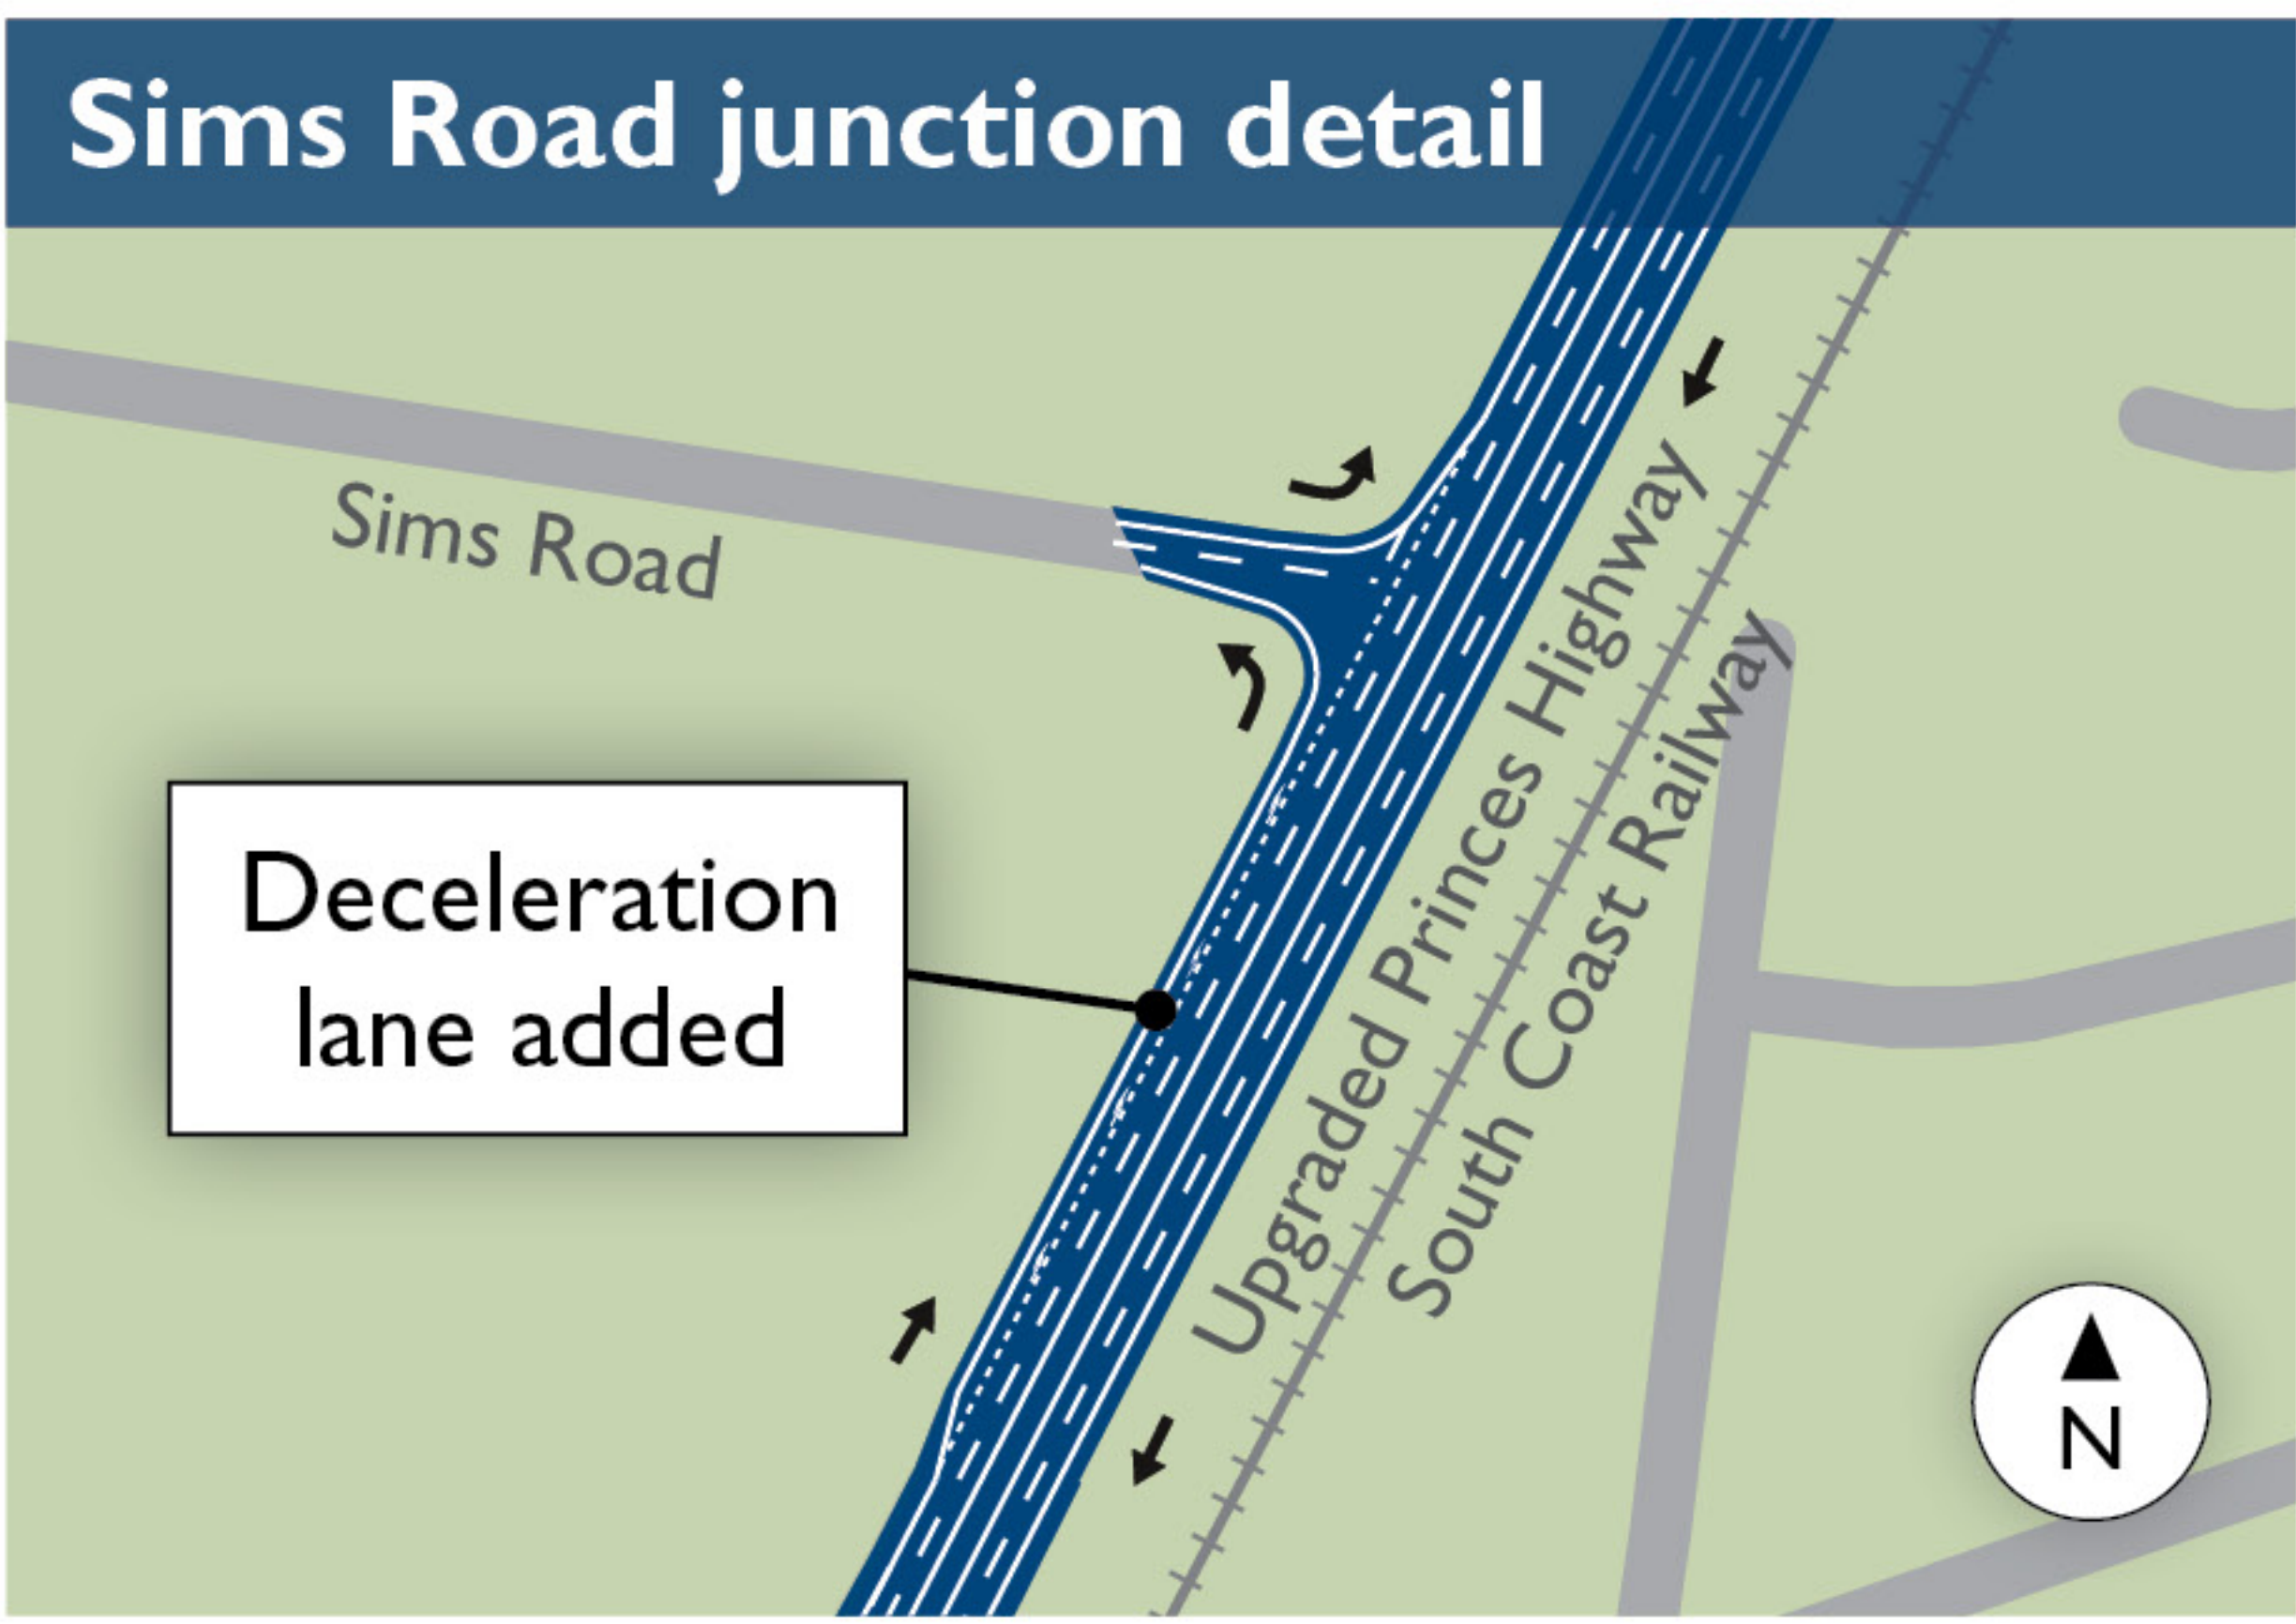 Sims Road junction detail
Sims Road
Deceleration
lane added
Upgraded Princes Highway
South Coast Railway
N